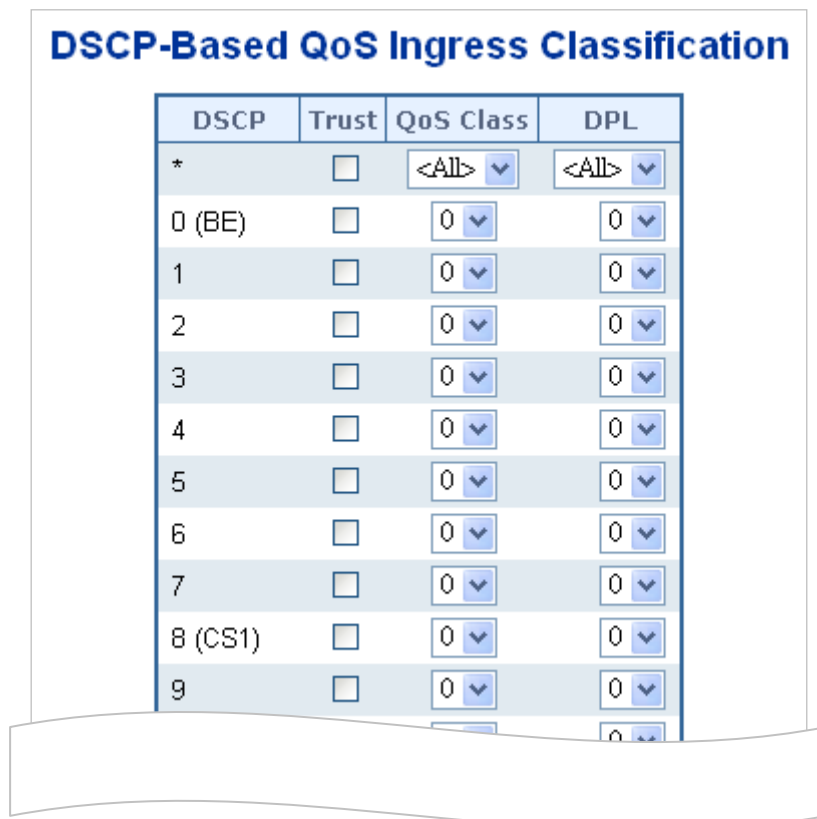 DSCP-Based QoS Ingress Classification
DSCP Trust QoS Class DPL
* <All> <All>
0 (BE) 0 0
1 0 0
2 0 0
3 0 0
4 0 0
5 0 0
6 0 0
7 0 0
8 (CS1) 0 0
9 0 0